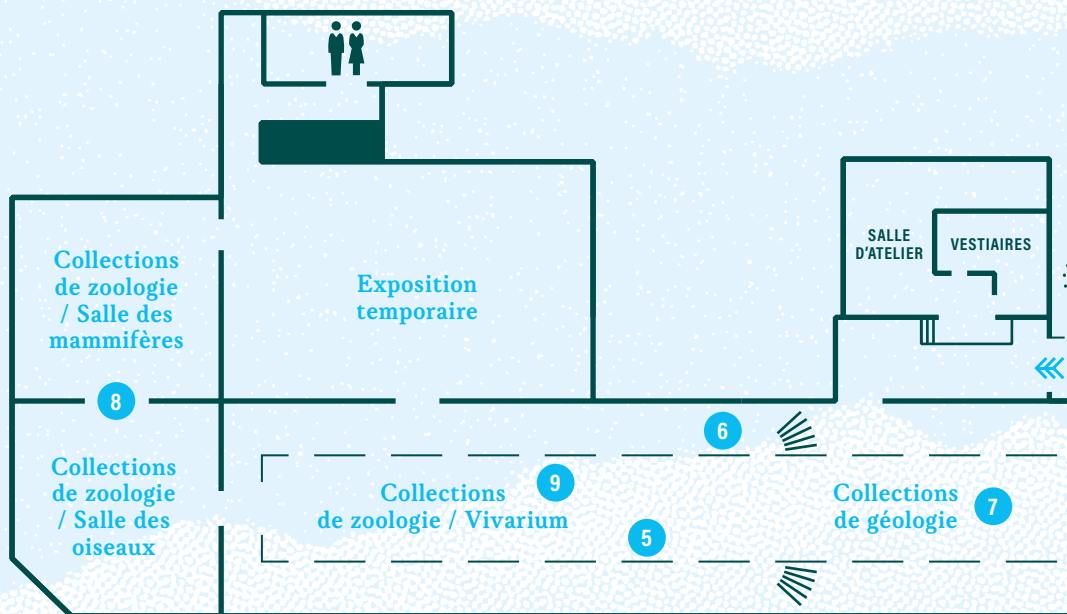 SALLE
D'ATELIER
VESTIAIRES
Collections
de zoologie
/ Salle des
mammifères
Exposition
temporaire
8
6
Collections
de zoologie
/ Salle des
oiseaux
Collections
de zoologie / Vivarium
9
5
Collections
de géologie
7